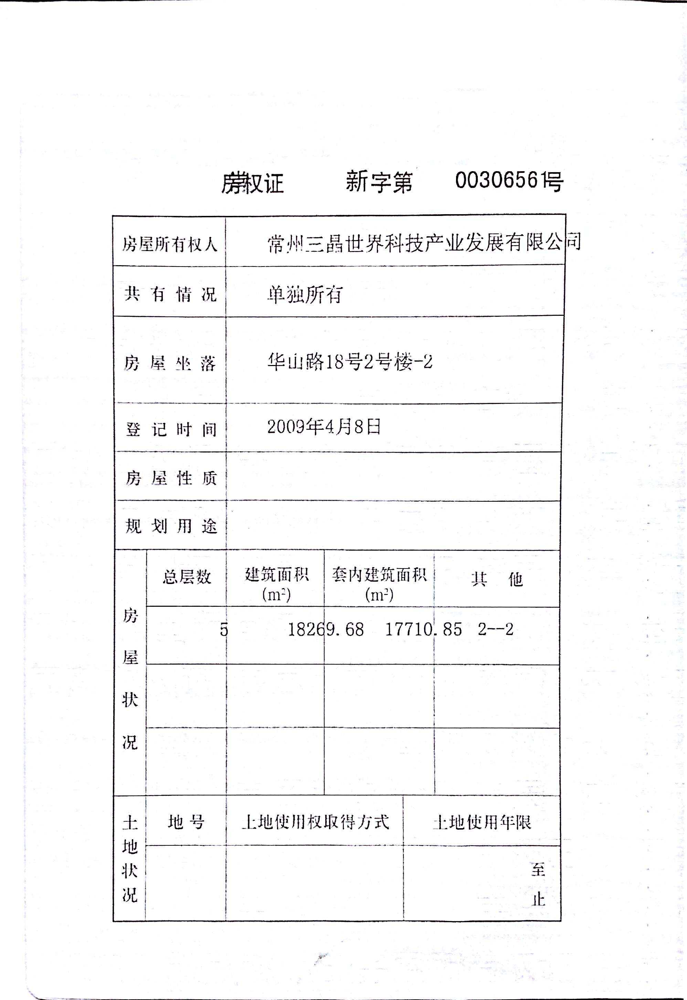 常房权证 新字第 00306561号
房屋所有权人 常州三晶世界科技产业发展有限公司
共有情况 单独所有
房屋坐落 华山路18号2号楼-2
登记时间 2009年4月8日
房屋性质
规划用途
房屋状况
总层数 建筑面积(m²) 套内建筑面积(m²) 其他
5 18269.68 17710.85 2--2
土地状况
地号 土地使用权取得方式 土地使用年限
至
止